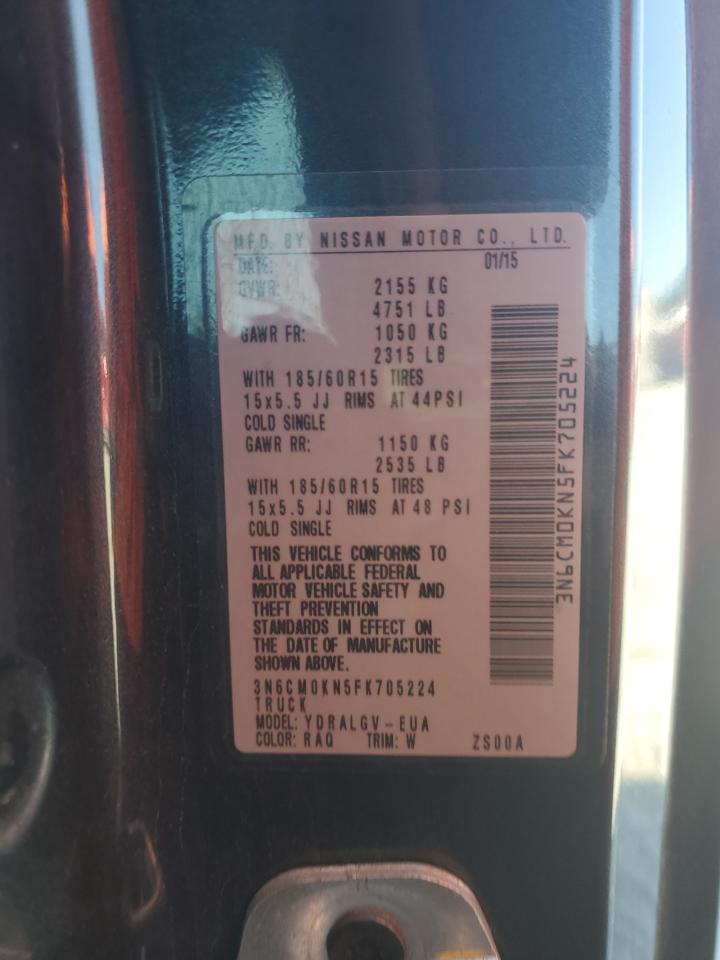 MFD. BY NISSAN MOTOR CO., LTD.
DATE: 01/15
GVWR: 2155 KG
4751 LB
GAWR FR: 1050 KG
2315 LB
WITH 185/60R15 TIRES
15x5.5 JJ RIMS AT 44PSI
COLD SINGLE
GAWR RR: 1150 KG
2535 LB
WITH 185/60R15 TIRES
15x5.5 JJ RIMS AT 48 PSI
COLD SINGLE
THIS VEHICLE CONFORMS TO
ALL APPLICABLE FEDERAL
MOTOR VEHICLE SAFETY AND
THEFT PREVENTION
STANDARDS IN EFFECT ON
THE DATE OF MANUFACTURE
SHOWN ABOVE.
3N6CM0KN5FK705224
TRUCK
MODEL: YDRALGV-EUA
COLOR: RAQ TRIM: W ZS00A
3N6CM0KN5FK705224